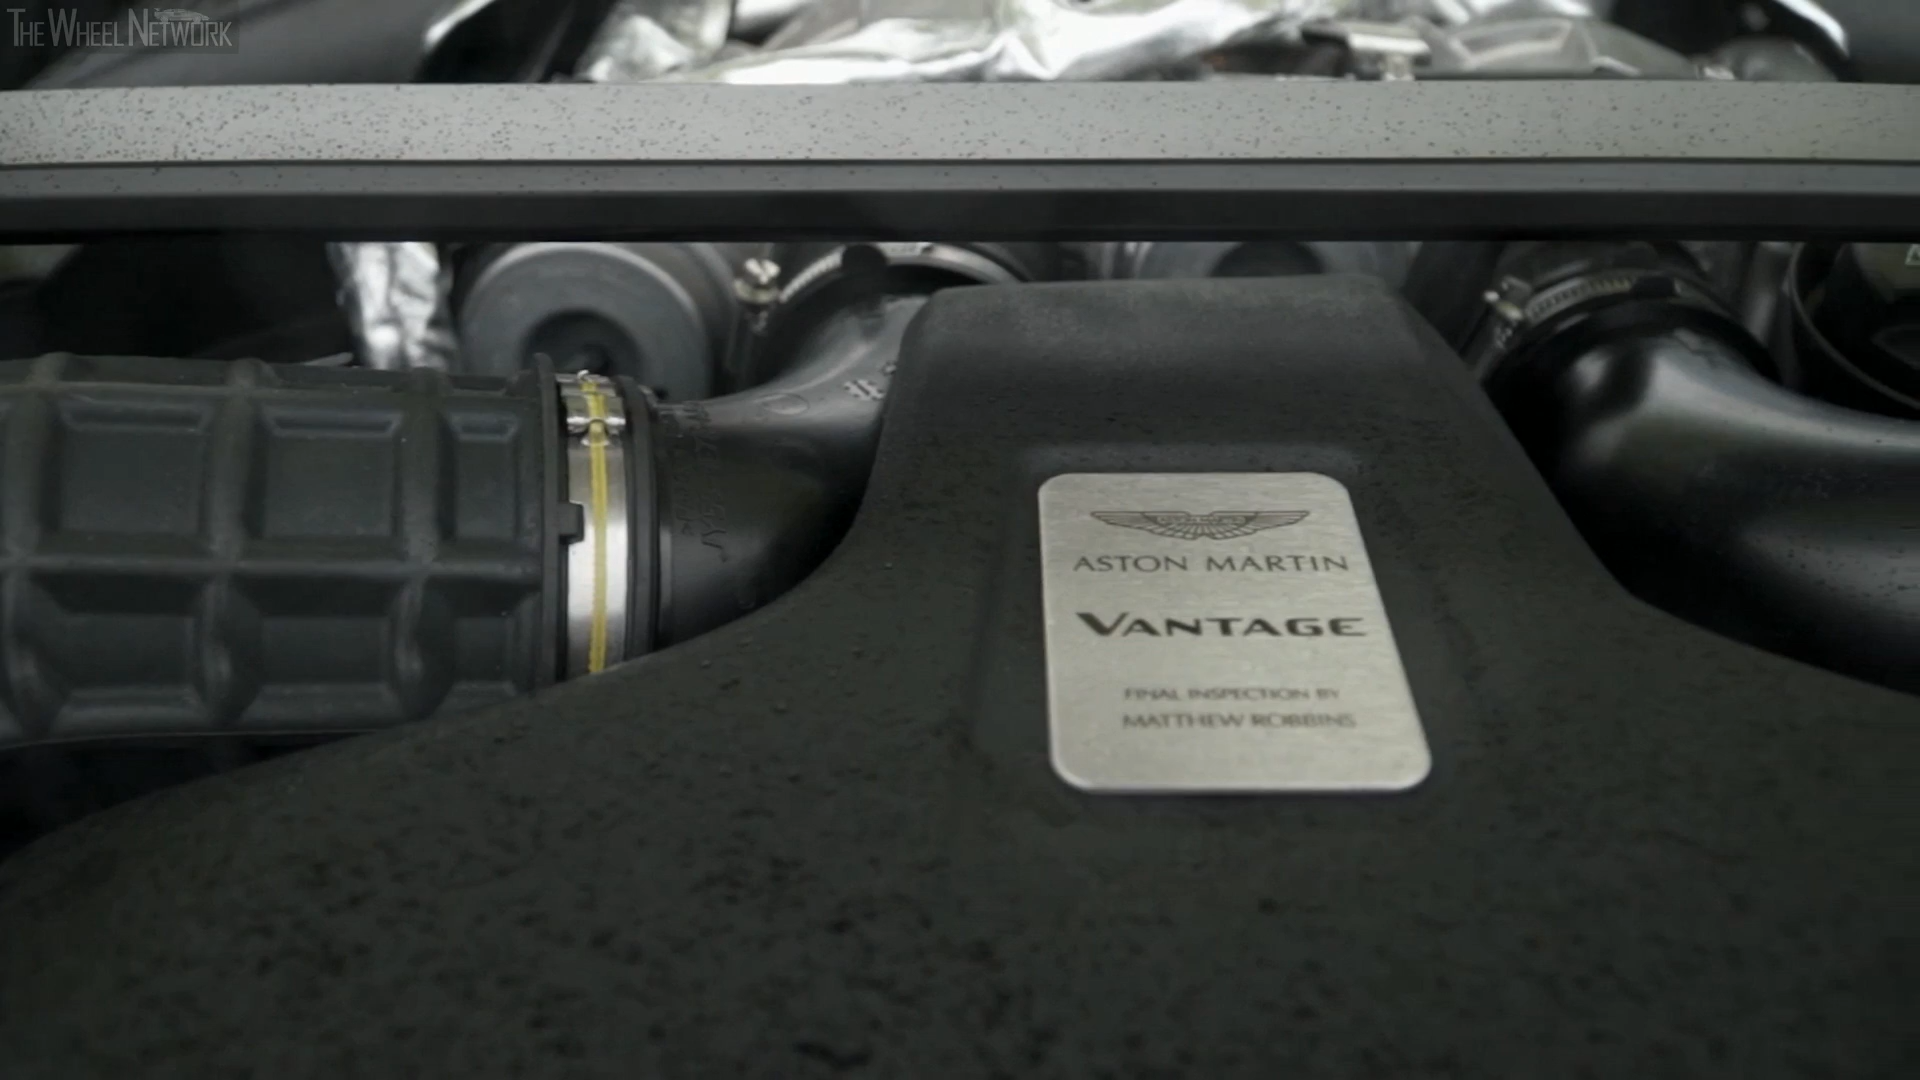 THE WHEEL NETWORK
ASTON MARTIN
VANTAGE
FINAL INSPECTION BY
MATTHEW ROBBINS